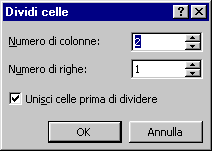 Dividi celle
Numero di colonne: 2
Numero di righe: 1
Unisci celle prima di dividere
OK Annulla